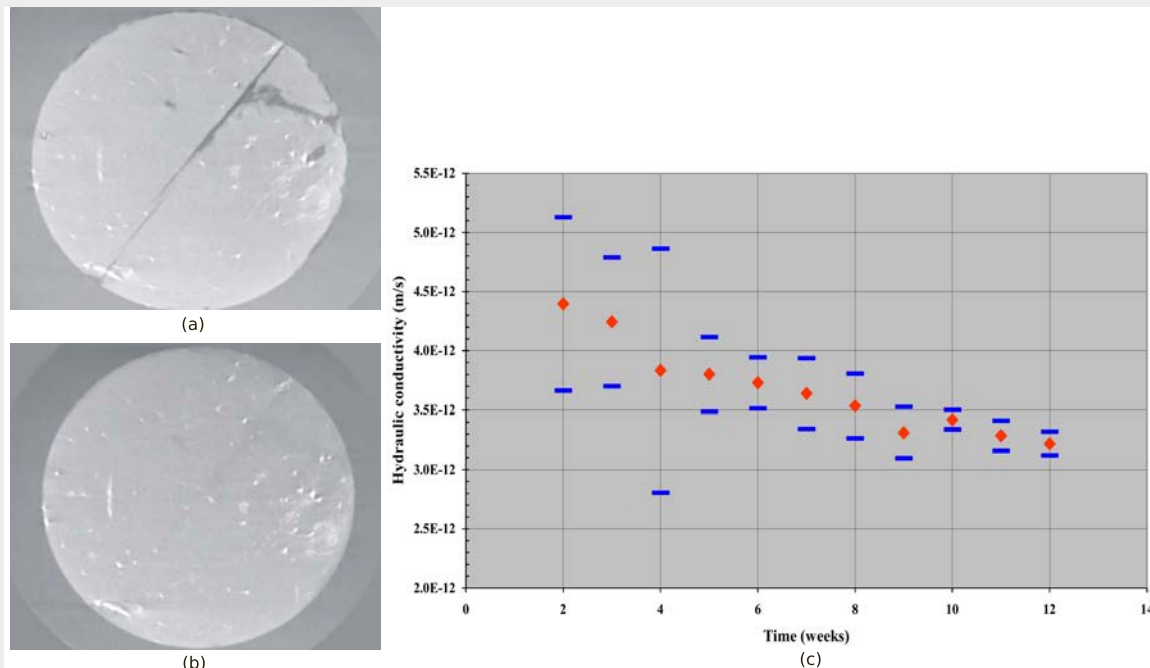 (a)
(b)
5.5E-12
5.0E-12
4.5E-12
4.0E-12
3.5E-12
3.0E-12
2.5E-12
2.0E-12
Hydraulic conductivity (m/s)
0 2 4 6 8 10 12 14
Time (weeks)
(c)